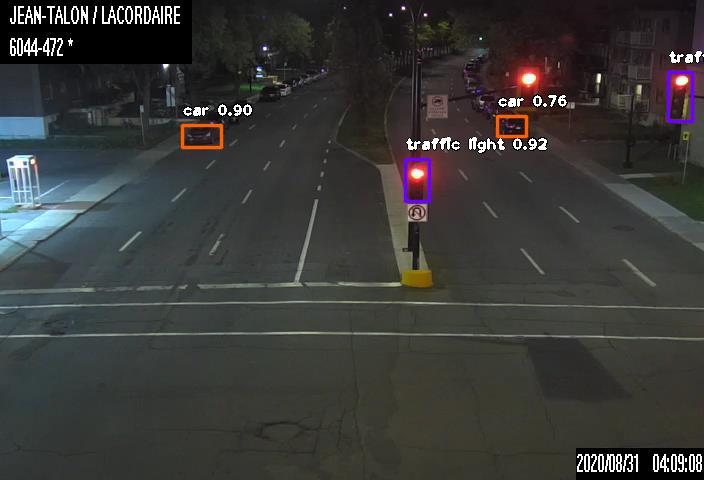 JEAN-TALON / LACORDAIRE
6044-472 *
traf
car 0.90
car 0.76
traffic light 0.92
2020/08/31 04:09:08